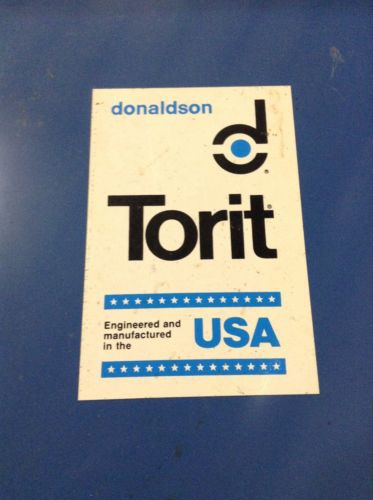 donaldson
d
®
Torit®
Engineered and
manufactured
in the
USA